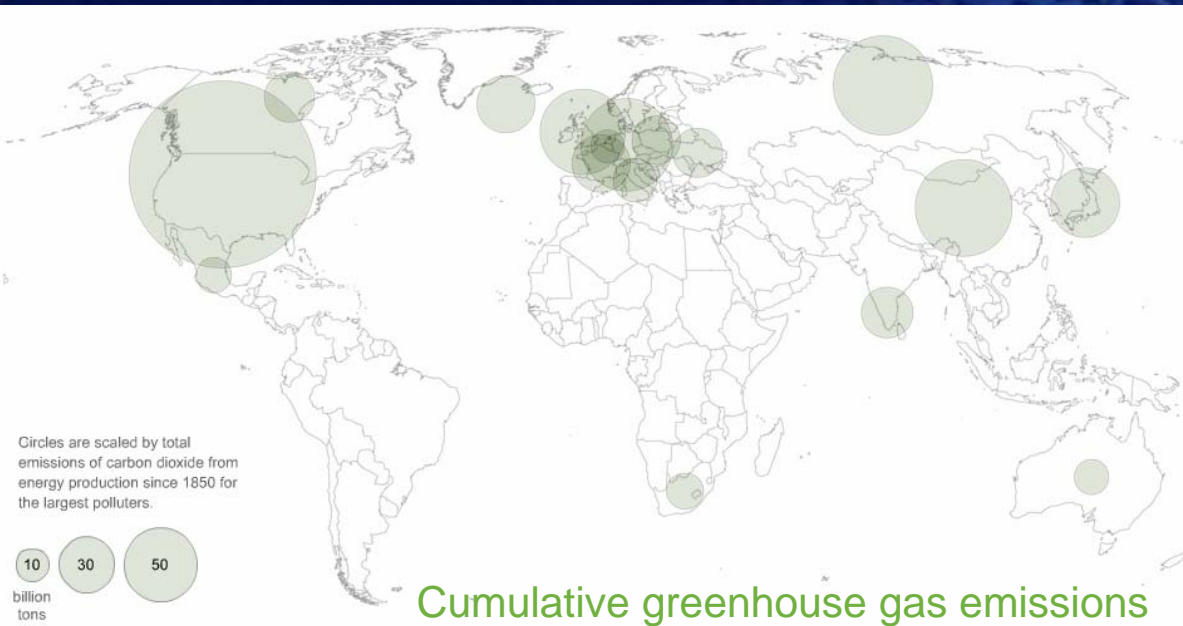 Circles are scaled by total
emissions of carbon dioxide from
energy production since 1850 for
the largest polluters.
10 30 50
billion
tons
Cumulative greenhouse gas emissions